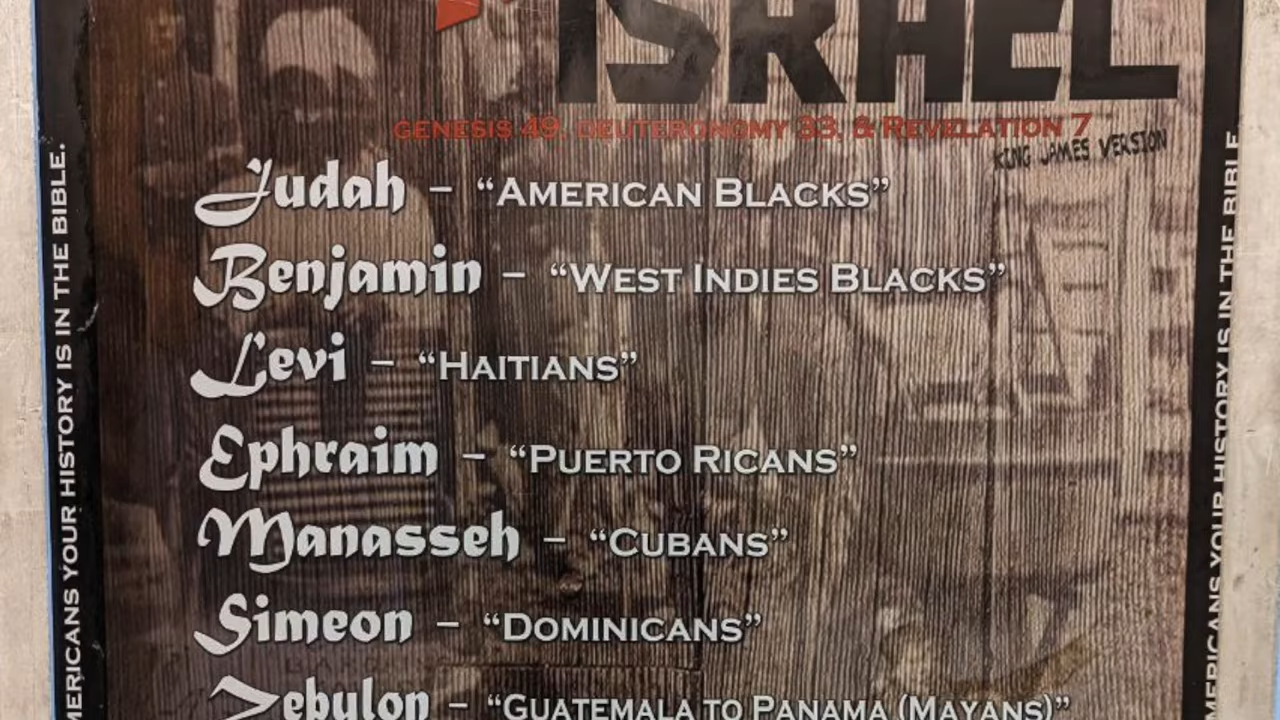 ISRAEL
GENESIS 49, DEUTERONOMY 33, & REVELATION 7
KING JAMES VERSION
Judah – “AMERICAN BLACKS”
Benjamin – “WEST INDIES BLACKS”
Levi – “HAITIANS”
Ephraim – “PUERTO RICANS”
Manasseh – “CUBANS”
Simeon – “DOMINICANS”
Zebulon – “GUATEMALA TO PANAMA (MAYANS)”
MERICANS YOUR HISTORY IS IN THE BIBLE.
MERICANS YOUR HISTORY IS IN THE BIBLE